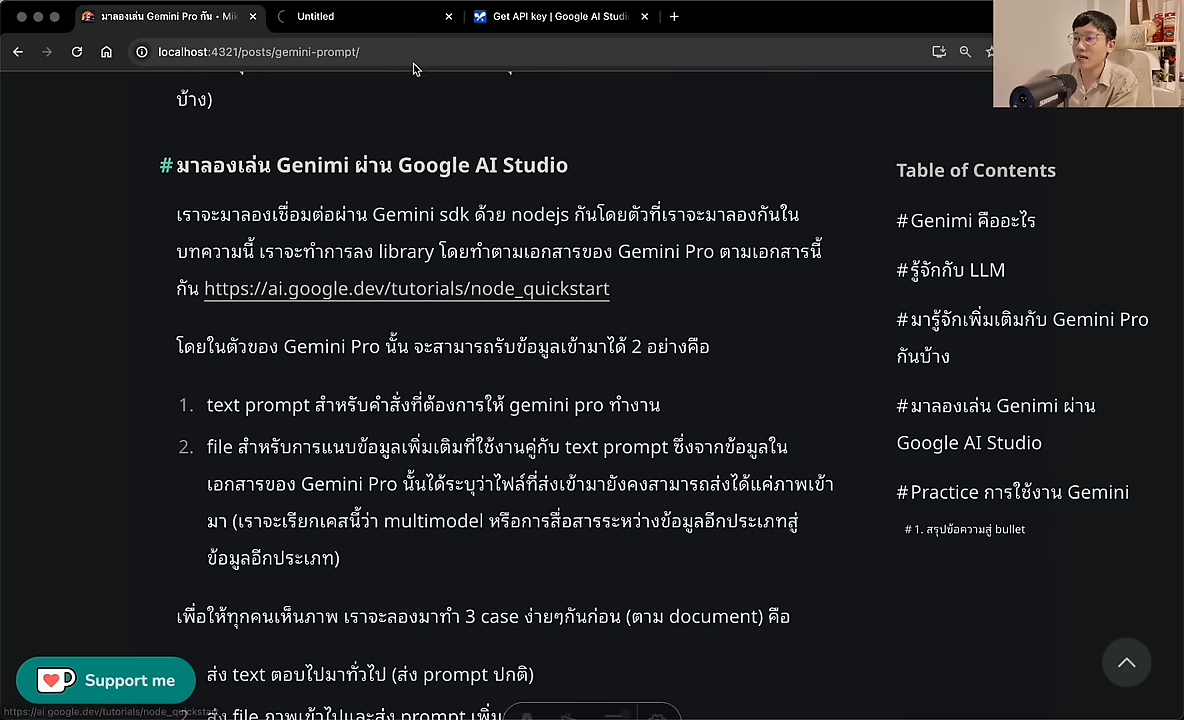 มาลองเล่น Gemini Pro กัน • Mik
Untitled
Get API key | Google AI Studi
localhost:4321/posts/gemini-prompt/
บ้าง)
#มาลองเล่น Genimi ผ่าน Google AI Studio
เราจะมาลองเชื่อมต่อผ่าน Gemini sdk ด้วย nodejs กันโดยตัวที่เราจะมาลองกันใน
บทความนี้ เราจะทำการลง library โดยทำตามเอกสารของ Gemini Pro ตามเอกสารนี้
กัน https://ai.google.dev/tutorials/node_quickstart
โดยในตัวของ Gemini Pro นั้น จะสามารถรับข้อมูลเข้ามาได้ 2 อย่างคือ
1. text prompt สำหรับคำสั่งที่ต้องการให้ gemini pro ทำงาน
2. file สำหรับการแนบข้อมูลเพิ่มเติมที่ใช้งานคู่กับ text prompt ซึ่งจากข้อมูลใน
เอกสารของ Gemini Pro นั้นได้ระบุว่าไฟล์ที่ส่งเข้ามายังคงสามารถส่งได้แค่ภาพเข้า
มา (เราจะเรียกเคสนี้ว่า multimodel หรือการสื่อสารระหว่างข้อมูลอีกประเภทสู่
ข้อมูลอีกประเภท)
เพื่อให้ทุกคนเห็นภาพ เราจะลองมาทำ 3 case ง่ายๆกันก่อน (ตาม document) คือ
ส่ง text ตอบไปมาทั่วไป (ส่ง prompt ปกติ)
ส่ง file ภาพเข้าไปและส่ง prompt เพิ่ม
Table of Contents
#Genimi คืออะไร
#รู้จักกับ LLM
#มารู้จักเพิ่มเติมกับ Gemini Pro
กันบ้าง
#มาลองเล่น Genimi ผ่าน
Google AI Studio
#Practice การใช้งาน Gemini
#1. สรุปข้อความสู่ bullet
Support me